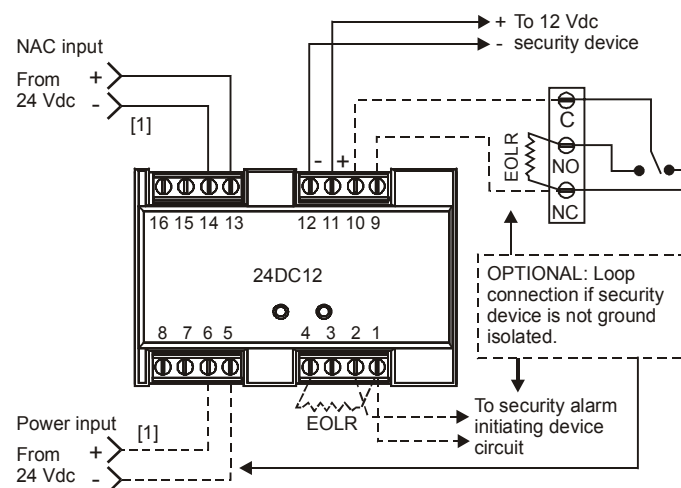 NAC input
From
24 Vdc
+
-
[1]
+ To 12 Vdc
- security device
- +
C
NO
NC
EOLR
16 15 14 13
12 11 10 9
24DC12
8 7 6 5
4 3 2 1
OPTIONAL: Loop
connection if security
device is not ground
isolated.
EOLR
To security alarm
initiating device
circuit
Power input
[1]
From
24 Vdc
+
-